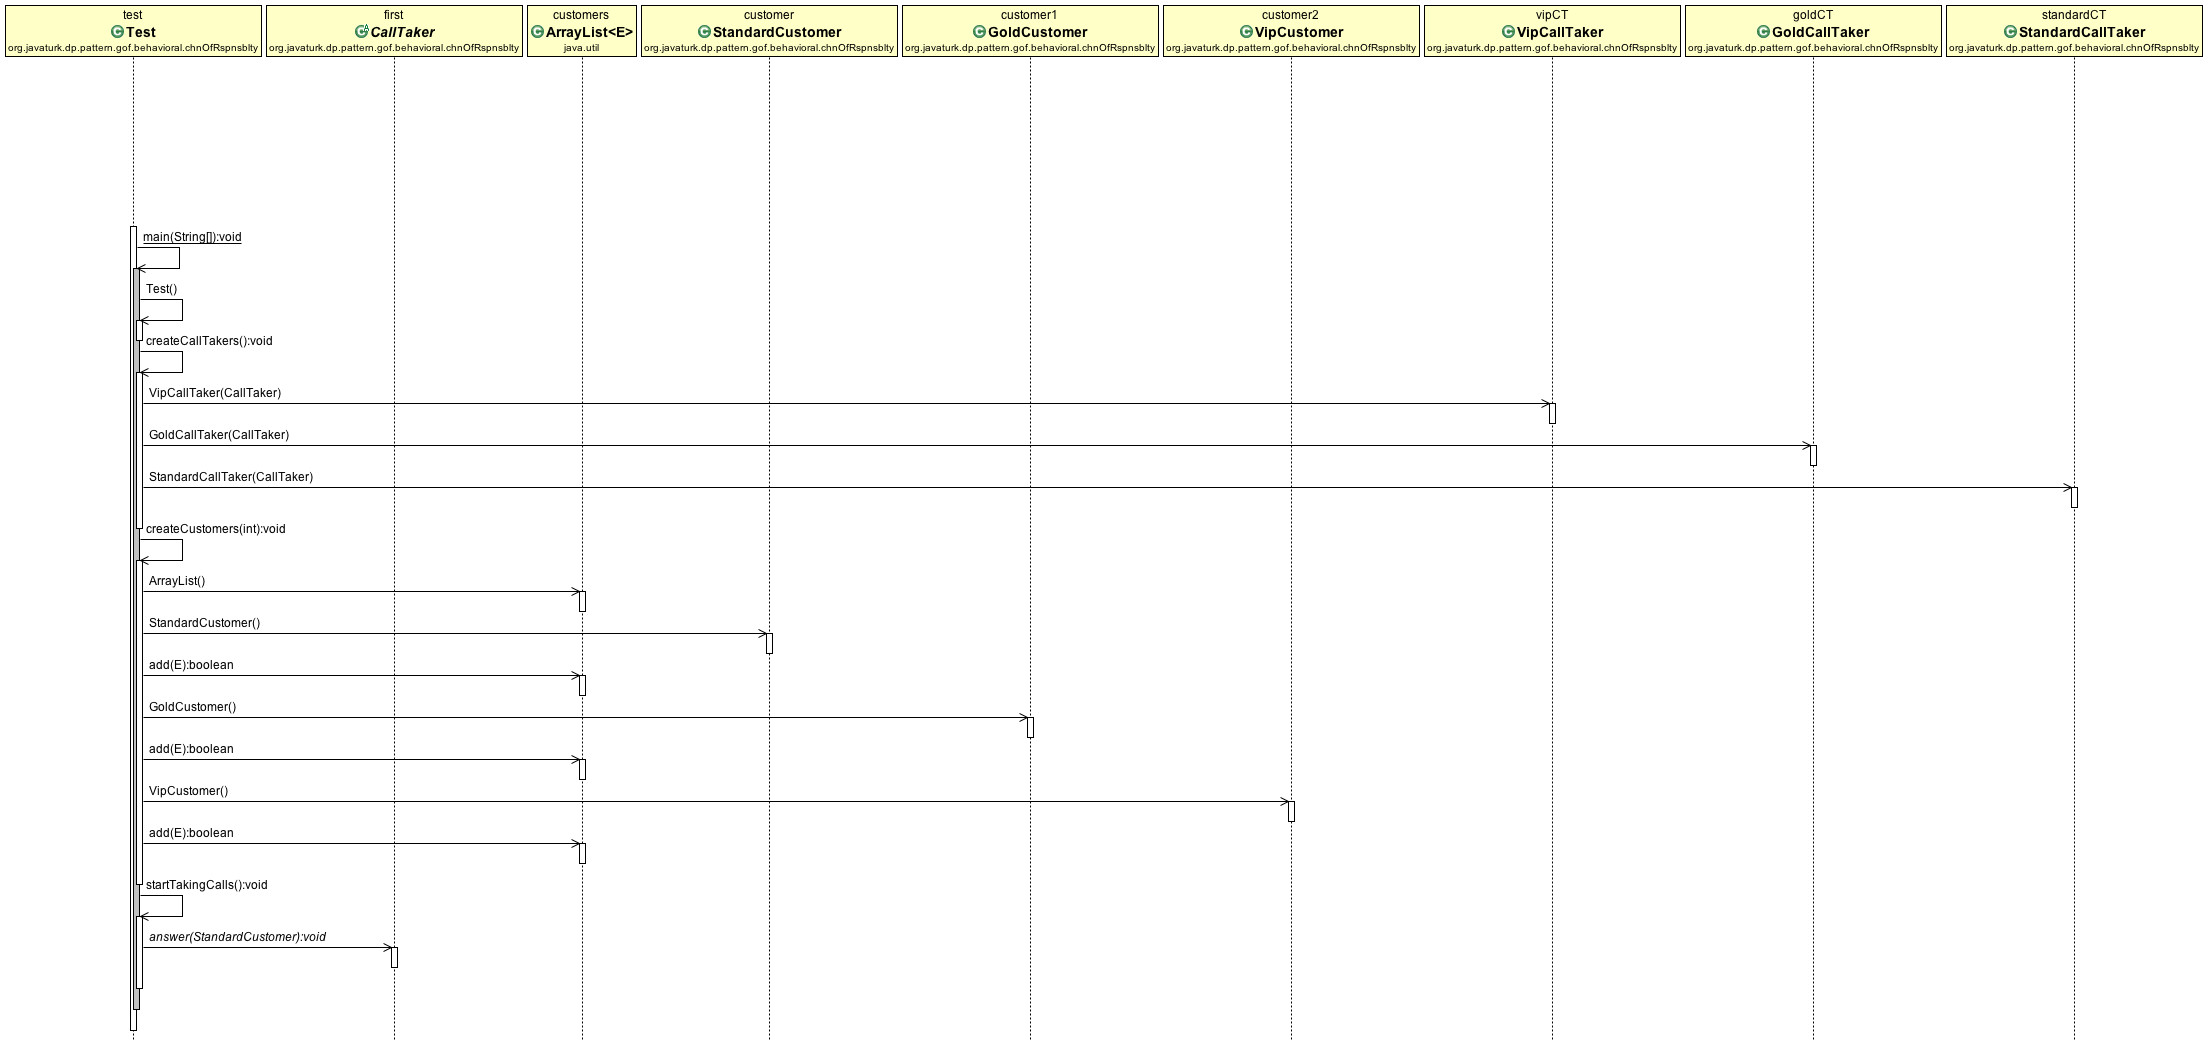 test
Test
org.javaturk.dp.pattern.gof.behavioral.chnOfRspnsblty
first
CallTaker
org.javaturk.dp.pattern.gof.behavioral.chnOfRspnsblty
customers
ArrayList<E>
java.util
customer
StandardCustomer
org.javaturk.dp.pattern.gof.behavioral.chnOfRspnsblty
customer1
GoldCustomer
org.javaturk.dp.pattern.gof.behavioral.chnOfRspnsblty
customer2
VipCustomer
org.javaturk.dp.pattern.gof.behavioral.chnOfRspnsblty
vipCT
VipCallTaker
org.javaturk.dp.pattern.gof.behavioral.chnOfRspnsblty
goldCT
GoldCallTaker
org.javaturk.dp.pattern.gof.behavioral.chnOfRspnsblty
standardCT
StandardCallTaker
org.javaturk.dp.pattern.gof.behavioral.chnOfRspnsblty
main(String[]):void
Test()
createCallTakers():void
VipCallTaker(CallTaker)
GoldCallTaker(CallTaker)
StandardCallTaker(CallTaker)
createCustomers(int):void
ArrayList()
StandardCustomer()
add(E):boolean
GoldCustomer()
add(E):boolean
VipCustomer()
add(E):boolean
startTakingCalls():void
answer(StandardCustomer):void